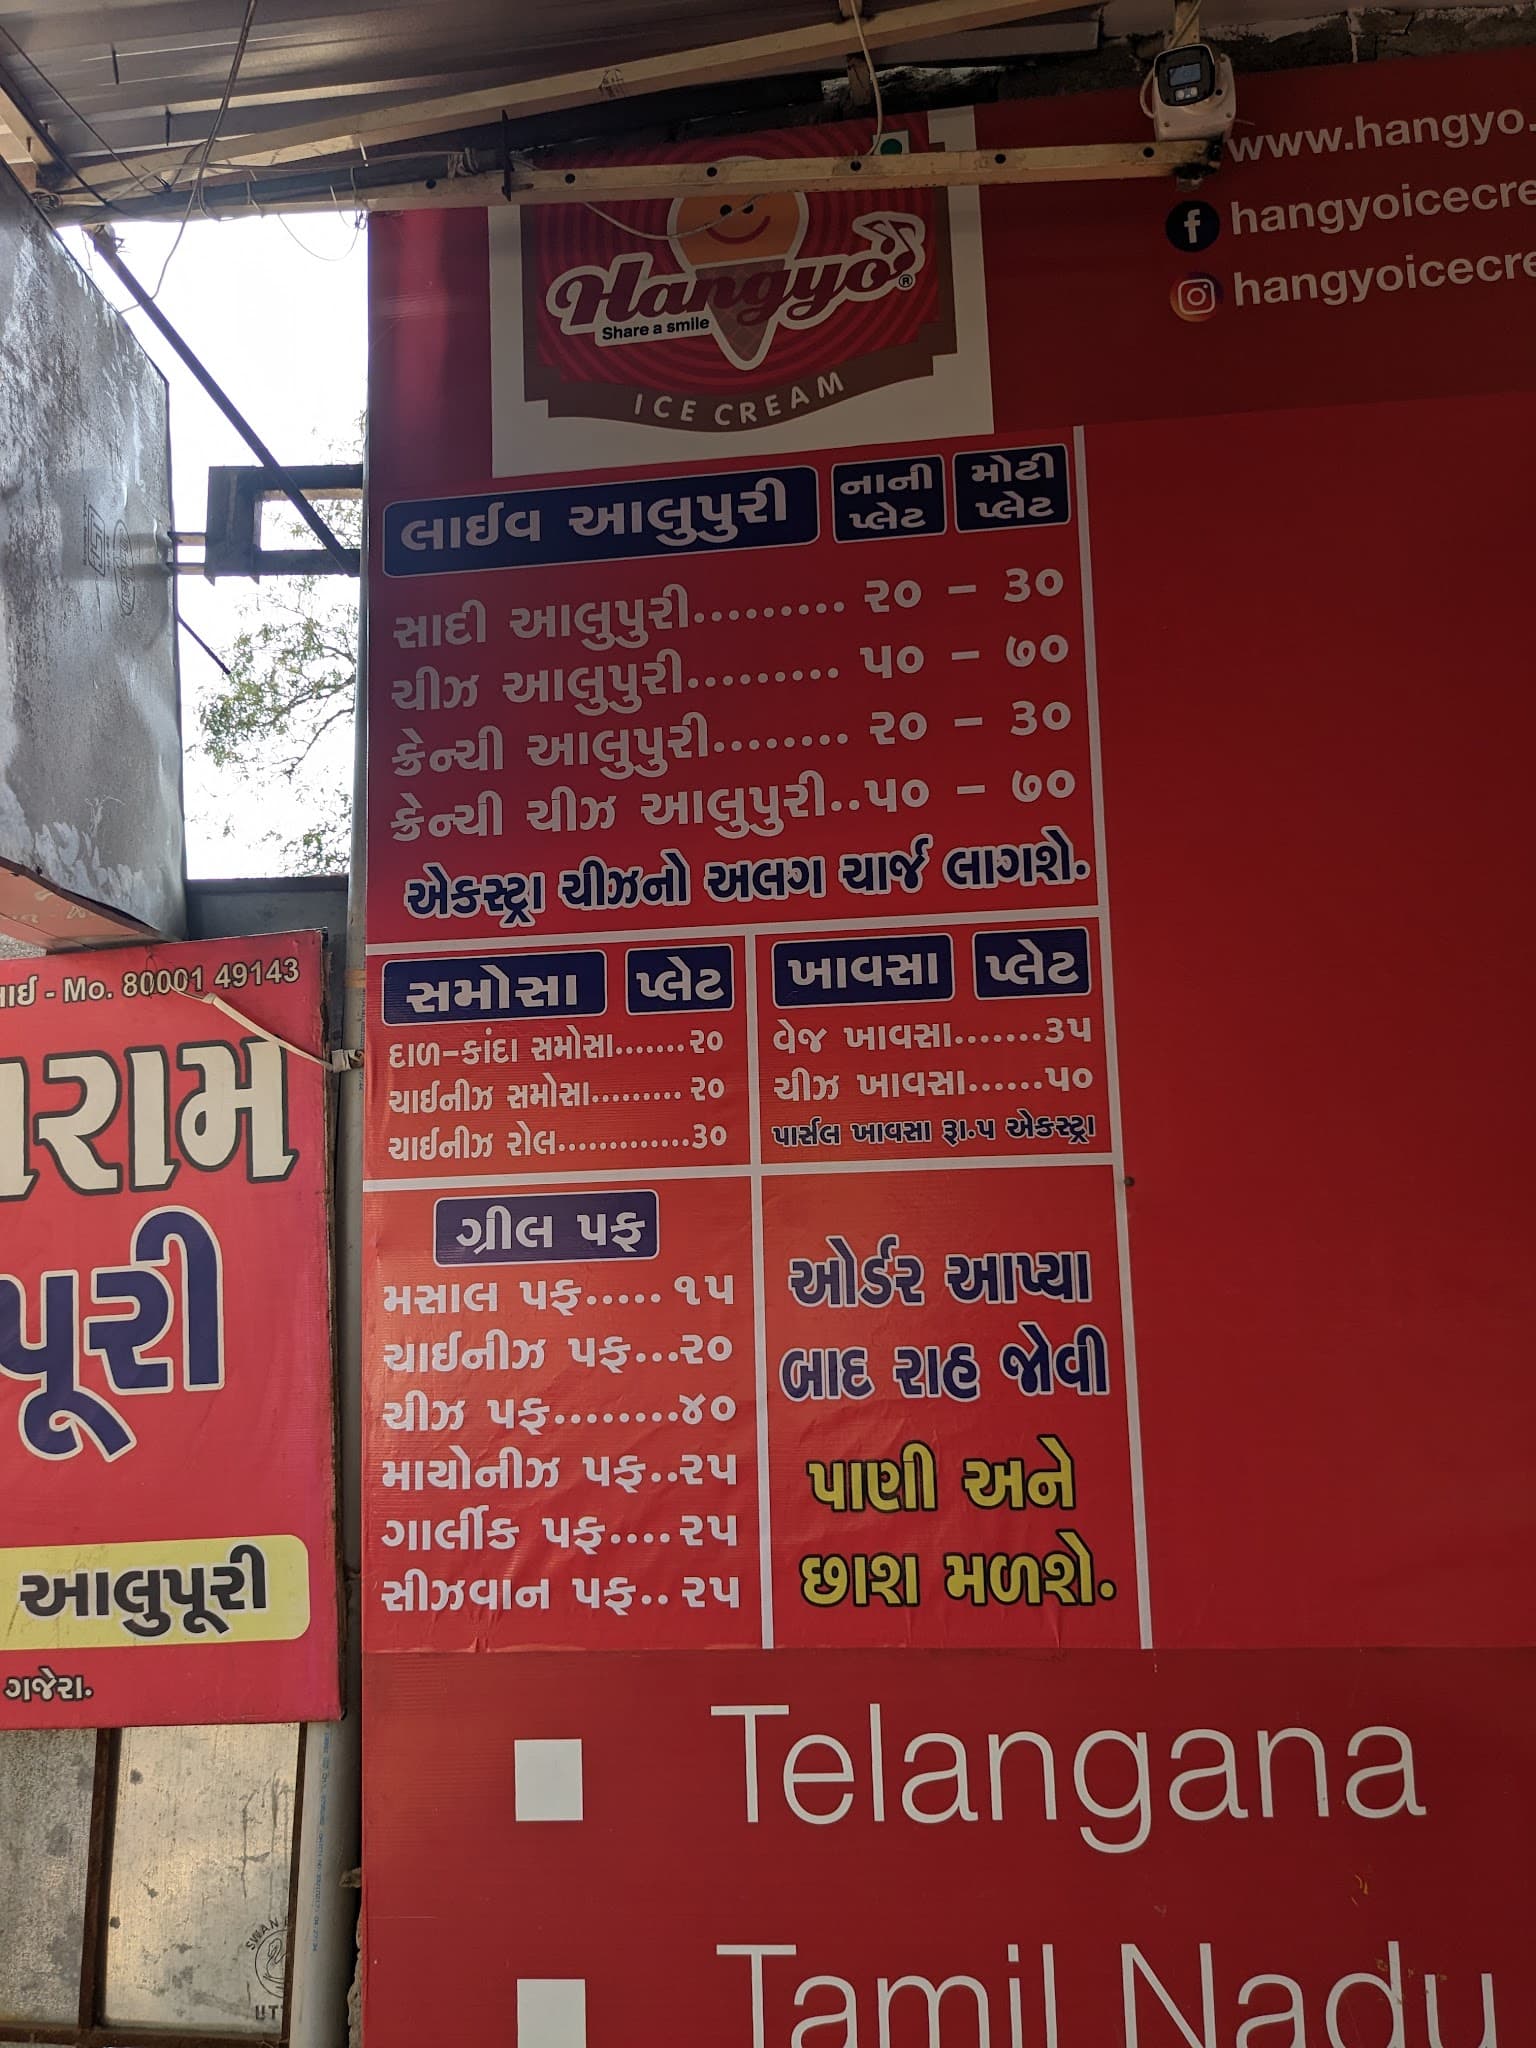 www.hangyo.
hangyoicecre
hangyoicecre
Hangyo®
Share a smile
ICE CREAM
લાઈવ આલુપુરી નાની પ્લેટ મોટી પ્લેટ
સાદી આલુપુરી......... ૨૦ - ૩૦
ચીઝ આલુપુરી......... ૫૦ - ૭૦
ક્રેન્ચી આલુપુરી........ ૨૦ - ૩૦
ક્રેન્ચી ચીઝ આલુપુરી..૫૦ - ૭૦
એકસ્ટ્રા ચીઝનો અલગ ચાર્જ લાગશે.
સમોસા પ્લેટ
દાળ-કાંદા સમોસા.......૨૦
ચાઈનીઝ સમોસા......... ૨૦
ચાઈનીઝ રોલ.............૩૦
ખાવસા પ્લેટ
વેજ ખાવસા.......૩૫
ચીઝ ખાવસા......૫૦
પાર્સલ ખાવસા રૂા.૫ એકસ્ટ્રા
ગ્રીલ પફ
મસાલ પફ..... ૧૫
ચાઈનીઝ પફ...૨૦
ચીઝ પફ........૪૦
માયોનીઝ પફ..૨૫
ગાર્લીક પફ....૨૫
સીઝવાન પફ.. ૨૫
ઓર્ડર આપ્યા
બાદ રાહ જોવી
પાણી અને
છાશ મળશે.
Telangana
Tamil Nadu
ાઈ - Mo. 80001 49143
ારામ
પૂરી
આલુપૂરી
ગજેરા.
SWAN